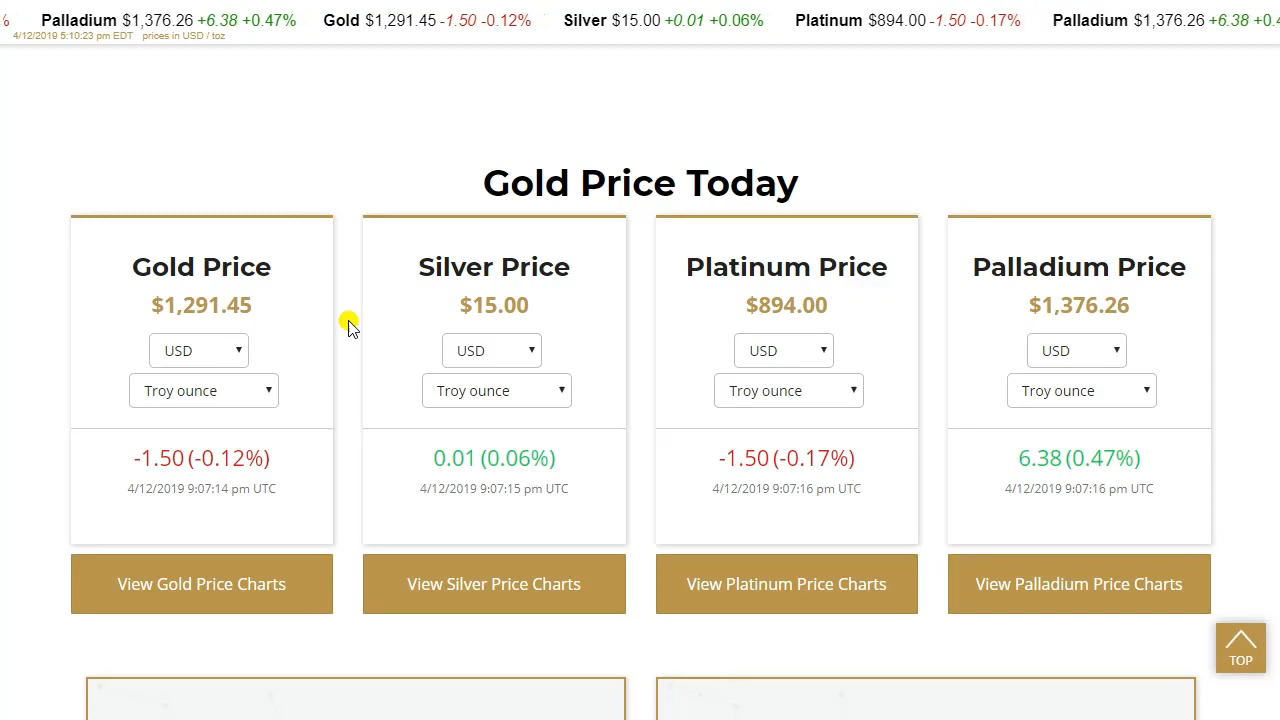 % Palladium $1,376.26 +6.38 +0.47% Gold $1,291.45 -1.50 -0.12% Silver $15.00 +0.01 +0.06% Platinum $894.00 -1.50 -0.17% Palladium $1,376.26 +6.38 +0.4
4/12/2019 5:10:23 pm EDT prices in USD / toz
Gold Price Today
Gold Price
$1,291.45
USD
Troy ounce
-1.50 (-0.12%)
4/12/2019 9:07:14 pm UTC
View Gold Price Charts
Silver Price
$15.00
USD
Troy ounce
0.01 (0.06%)
4/12/2019 9:07:15 pm UTC
View Silver Price Charts
Platinum Price
$894.00
USD
Troy ounce
-1.50 (-0.17%)
4/12/2019 9:07:16 pm UTC
View Platinum Price Charts
Palladium Price
$1,376.26
USD
Troy ounce
6.38 (0.47%)
4/12/2019 9:07:16 pm UTC
View Palladium Price Charts
TOP